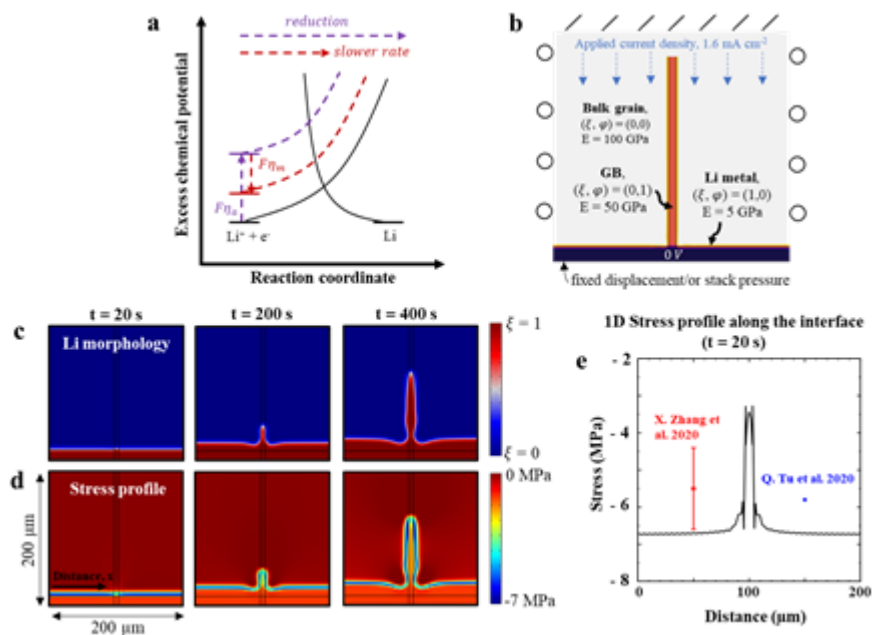 a
reduction
slower rate
Excess chemical potential
Fηₘ
Fηₐ
Li⁺ + e⁻
Li
Reaction coordinate
b
Applied current density, 1.6 mA cm⁻²
Bulk grain,
(ξ, φ) = (0,0)
E = 100 GPa
GB,
(ξ, φ) = (0,1)
E = 50 GPa
Li metal,
(ξ, φ) = (1,0)
E = 5 GPa
0 V
fixed displacement/or stack pressure
c
t = 20 s
t = 200 s
t = 400 s
Li morphology
ξ = 1
ξ = 0
d
Stress profile
Distance, x
0 MPa
-7 MPa
200 μm
200 μm
1D Stress profile along the interface
(t = 20 s)
e
Stress (MPa)
- 2
- 4
- 6
- 8
X. Zhang et
al. 2020
Q. Tu et al. 2020
0
100
200
Distance (μm)